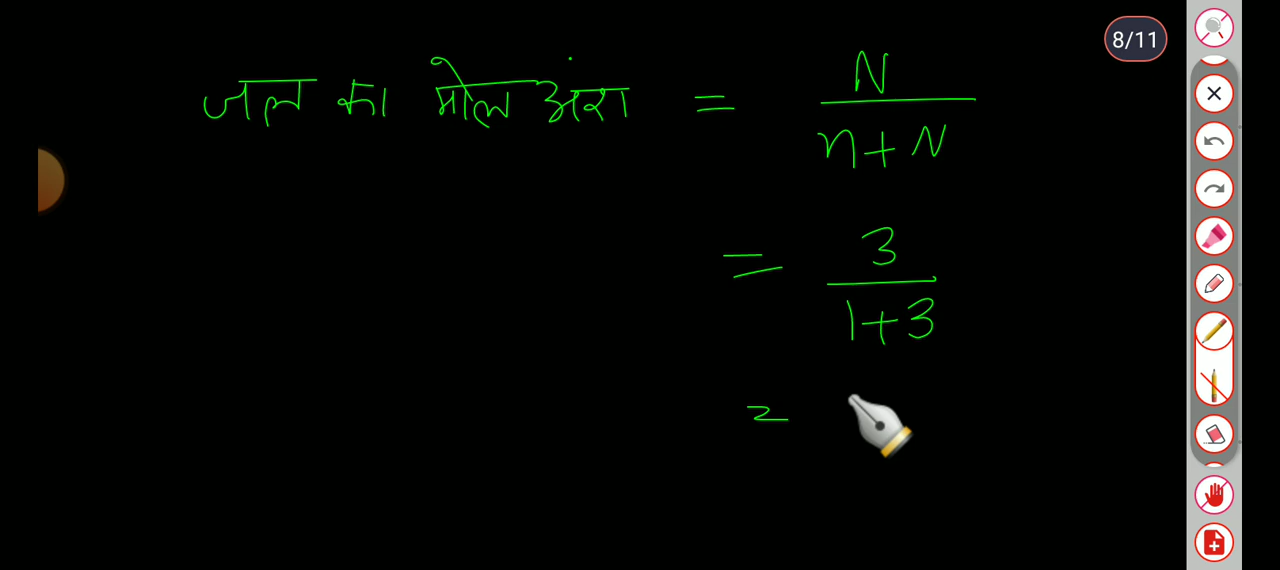 8/11
जल का मोल अंश = N / n+N
= 3 / 1+3
=